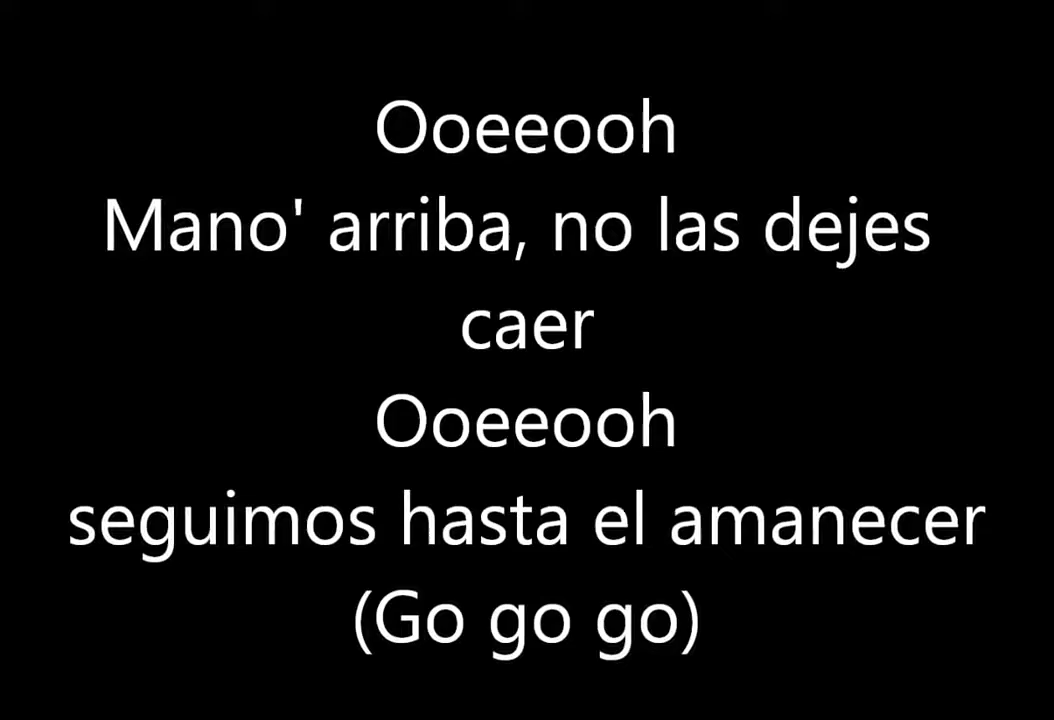 Ooeeooh
Mano' arriba, no las dejes
caer
Ooeeooh
seguimos hasta el amanecer
(Go go go)